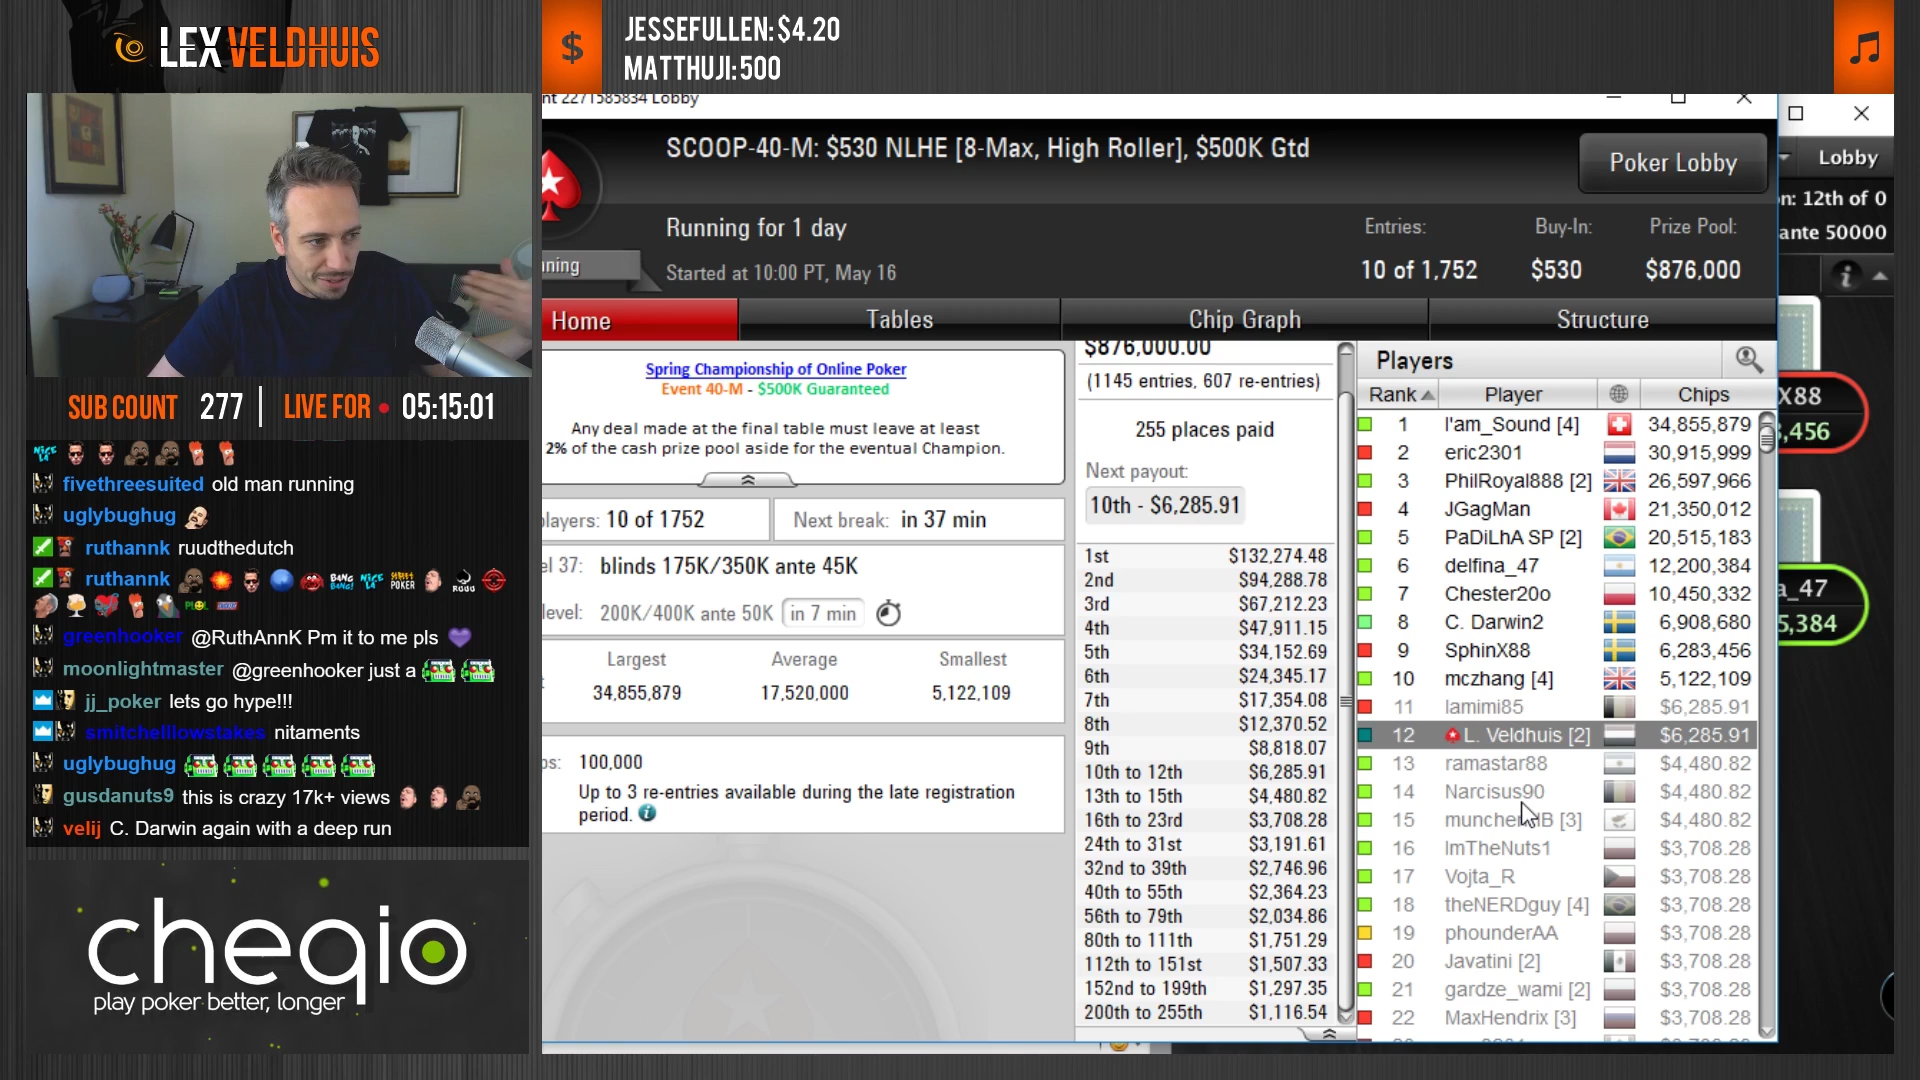 LEX VELDHUIS
$
JESSEFULLEN: $4.20
MATTHUJI: 500
SUB COUNT 277 | LIVE FOR • 05:15:01
fivethreesuited old man running
uglybughug
ruthannk ruudthedutch
ruthannk
greenhooker @RuthAnnK Pm it to me pls
moonlightmaster @greenhooker just a
jj_poker lets go hype!!!
smitchelllowstakes nitaments
uglybughug
gusdanuts9 this is crazy 17k+ views
velij C. Darwin again with a deep run
cheqio
play poker better, longer
nt 2271585834 Lobby
SCOOP-40-M: $530 NLHE [8-Max, High Roller], $500K Gtd
Poker Lobby
Running for 1 day
Started at 10:00 PT, May 16
ning
Entries: Buy-In: Prize Pool:
10 of 1,752 $530 $876,000
Home Tables Chip Graph Structure
Spring Championship of Online Poker
Event 40-M - $500K Guaranteed
Any deal made at the final table must leave at least
2% of the cash prize pool aside for the eventual Champion.
layers: 10 of 1752 Next break: in 37 min
el 37: blinds 175K/350K ante 45K
level: 200K/400K ante 50K in 7 min
Largest Average Smallest
34,855,879 17,520,000 5,122,109
ps: 100,000
Up to 3 re-entries available during the late registration
period.
$876,000.00
(1145 entries, 607 re-entries)
255 places paid
Next payout:
10th - $6,285.91
1st $132,274.48
2nd $94,288.78
3rd $67,212.23
4th $47,911.15
5th $34,152.69
6th $24,345.17
7th $17,354.08
8th $12,370.52
9th $8,818.07
10th to 12th $6,285.91
13th to 15th $4,480.82
16th to 23rd $3,708.28
24th to 31st $3,191.61
32nd to 39th $2,746.96
40th to 55th $2,364.23
56th to 79th $2,034.86
80th to 111th $1,751.29
112th to 151st $1,507.33
152nd to 199th $1,297.35
200th to 255th $1,116.54
Players
Rank Player Chips
1 I'am_Sound [4] 34,855,879
2 eric2301 30,915,999
3 PhilRoyal888 [2] 26,597,966
4 JGagMan 21,350,012
5 PaDiLhA SP [2] 20,515,183
6 delfina_47 12,200,384
7 Chester20o 10,450,332
8 C. Darwin2 6,908,680
9 SphinX88 6,283,456
10 mczhang [4] 5,122,109
11 lamimi85 $6,285.91
12 L. Veldhuis [2] $6,285.91
13 ramastar88 $4,480.82
14 Narcisus90 $4,480.82
15 $4,480.82
16 ImTheNuts1 $3,708.28
17 Vojta_R $3,708.28
18 theNERDguy [4] $3,708.28
19 phounderAA $3,708.28
20 Javatini [2] $3,708.28
21 gardze_wami [2] $3,708.28
22 MaxHendrix [3] $3,708.28
Lobby
n: 12th of 0
ante 50000
X88
,456
a_47
5,384